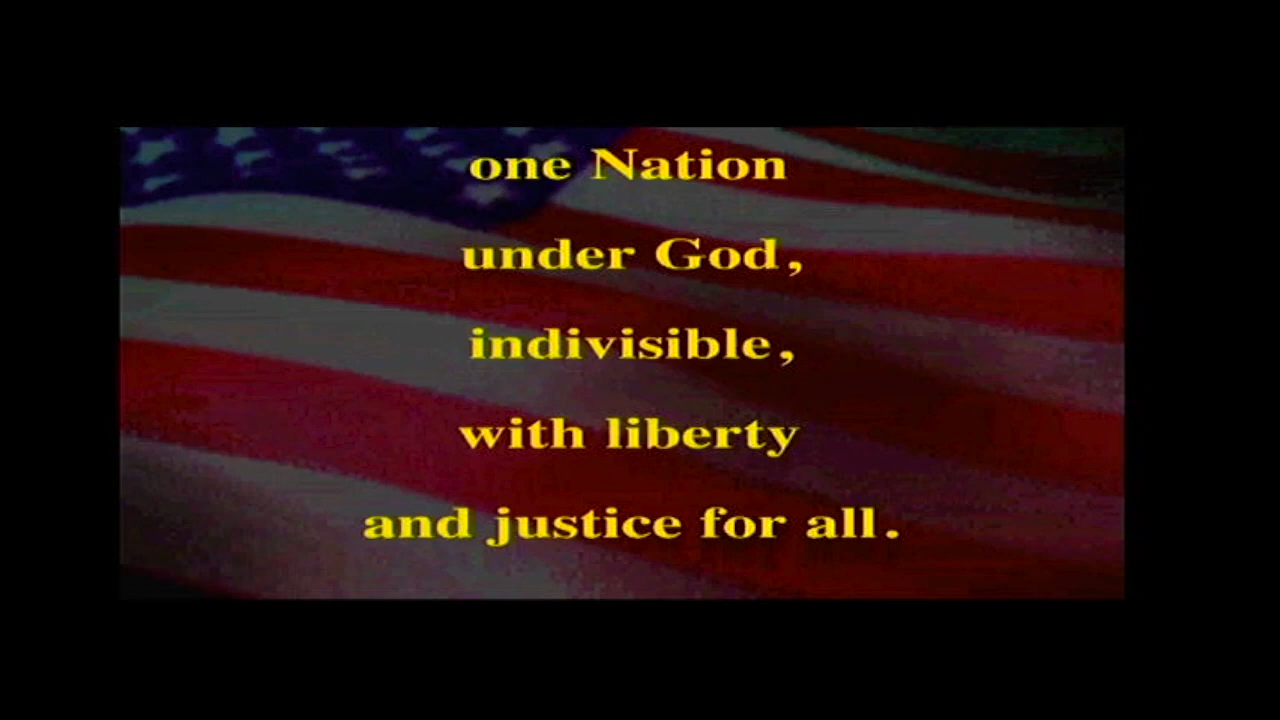 one Nation
under God,
indivisible,
with liberty
and justice for all.